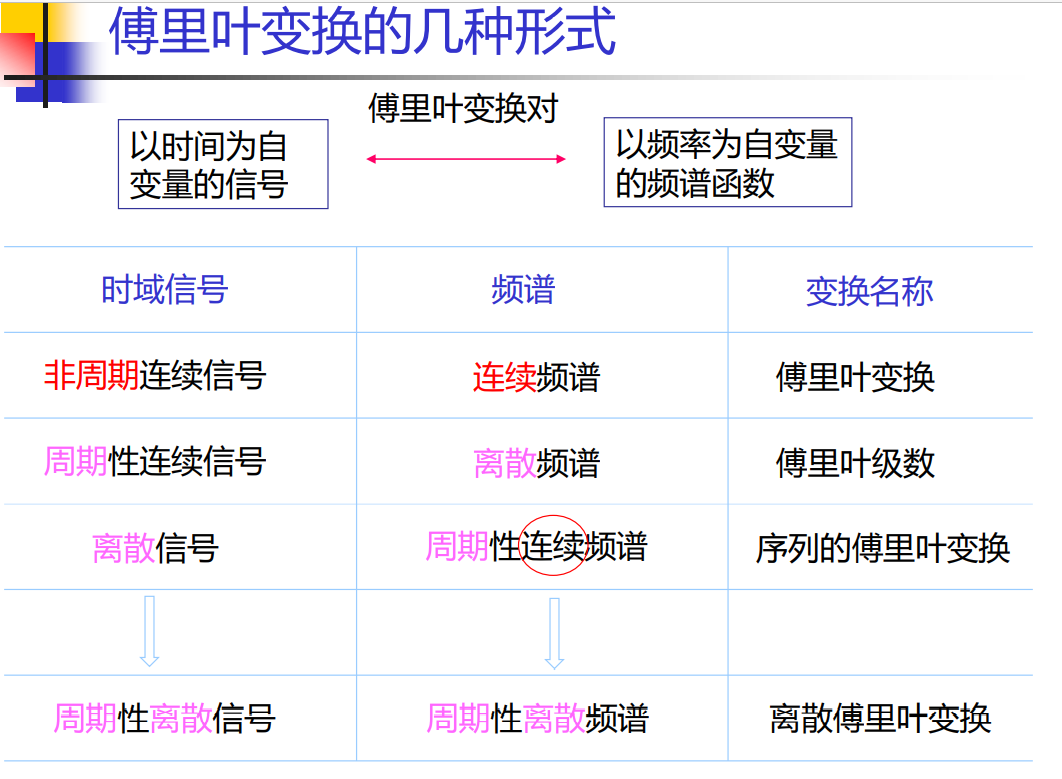 傅里叶变换的几种形式
傅里叶变换对
以时间为自
变量的信号
以频率为自变量
的频谱函数
时域信号 频谱 变换名称
非周期连续信号 连续频谱 傅里叶变换
周期性连续信号 离散频谱 傅里叶级数
离散信号 周期性连续频谱 序列的傅里叶变换
周期性离散信号 周期性离散频谱 离散傅里叶变换